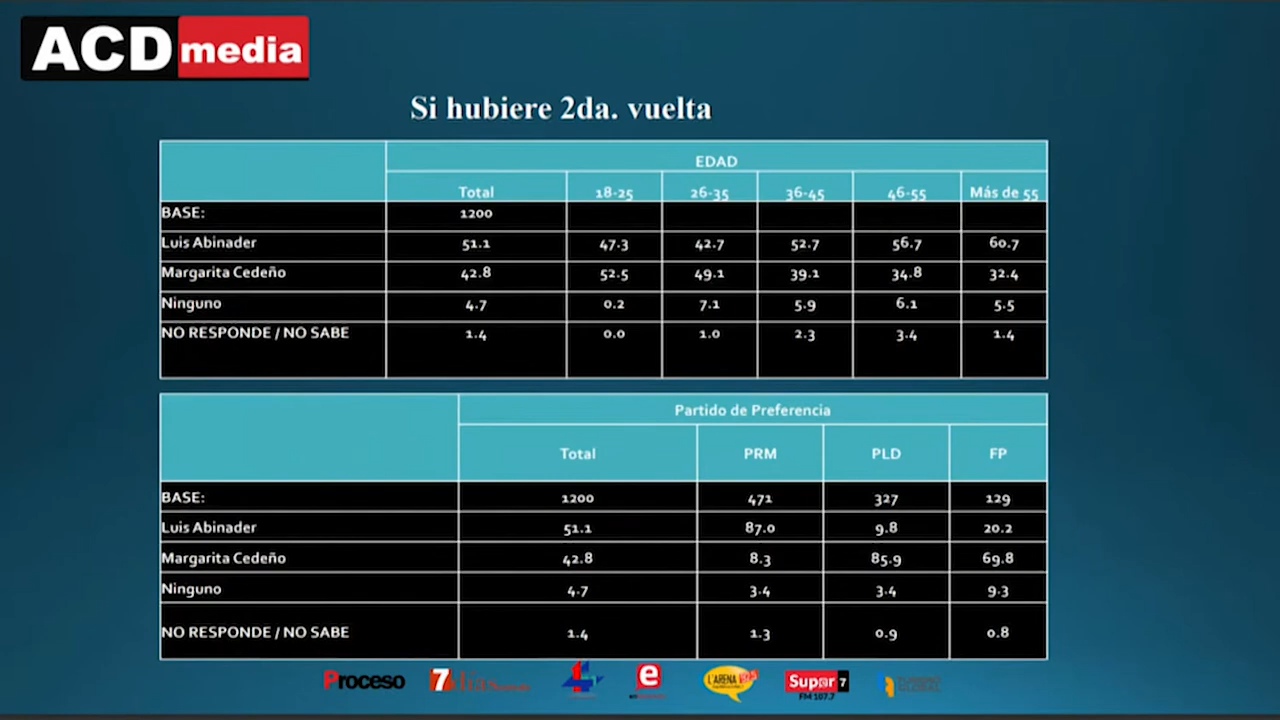 ACD media
Si hubiere 2da. vuelta
EDAD
Total 18-25 26-35 36-45 46-55 Más de 55
BASE: 1200
Luis Abinader 51.1 47.3 42.7 52.7 56.7 60.7
Margarita Cedeño 42.8 52.5 49.1 39.1 34.8 32.4
Ninguno 4.7 0.2 7.1 5.9 6.1 5.5
NO RESPONDE / NO SABE 1.4 0.0 1.0 2.3 3.4 1.4
Partido de Preferencia
Total PRM PLD FP
BASE: 1200 471 327 129
Luis Abinader 51.1 87.0 9.8 20.2
Margarita Cedeño 42.8 8.3 85.9 69.8
Ninguno 4.7 3.4 3.4 9.3
NO RESPONDE / NO SABE 1.4 1.3 0.9 0.8
Proceso 7días 4 e L'ARENA Super 7
FM 107.7